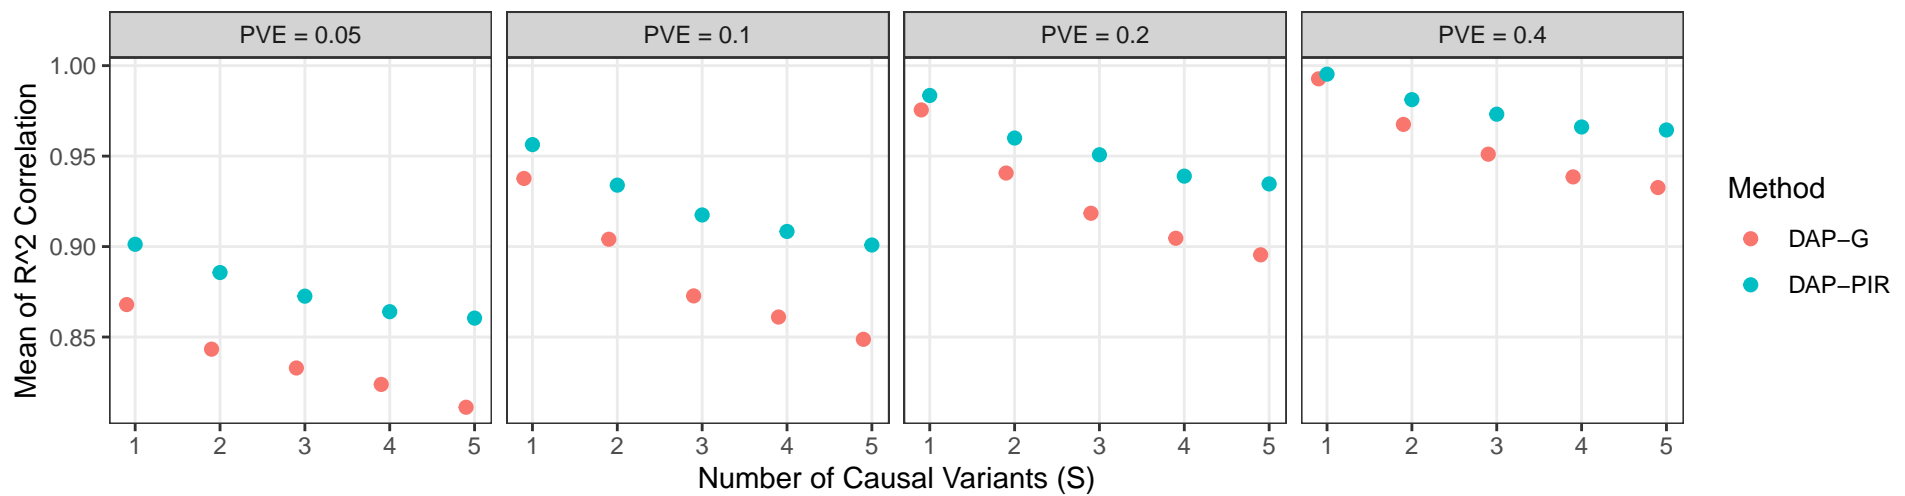 PVE = 0.05
PVE = 0.1
PVE = 0.2
PVE = 0.4
Mean of R^2 Correlation
1.00
0.95
0.90
0.85
1 2 3 4 5
1 2 3 4 5
1 2 3 4 5
1 2 3 4 5
Number of Causal Variants (S)
Method
DAP−G
DAP−PIR